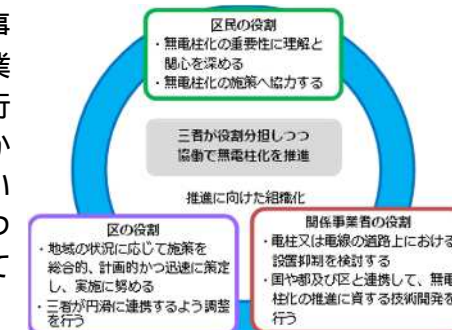 事
業
行
か
い
つ
て
区民の役割
・無電柱化の重要性に理解と
関心を深める
・無電柱化の施策へ協力する
三者が役割分担しつつ
協働で無電柱化を推進
推進に向けた組織化
区の役割
・地域の状況に応じて施策を
総合的、計画的かつ迅速に策定
し、実施に努める
・三者が円滑に連携するよう調整
を行う
関係事業者の役割
・電柱又は電線の道路上における
設置抑制を検討する
・国や都及び区と連携して、無電
柱化の推進に資する技術開発を
行う